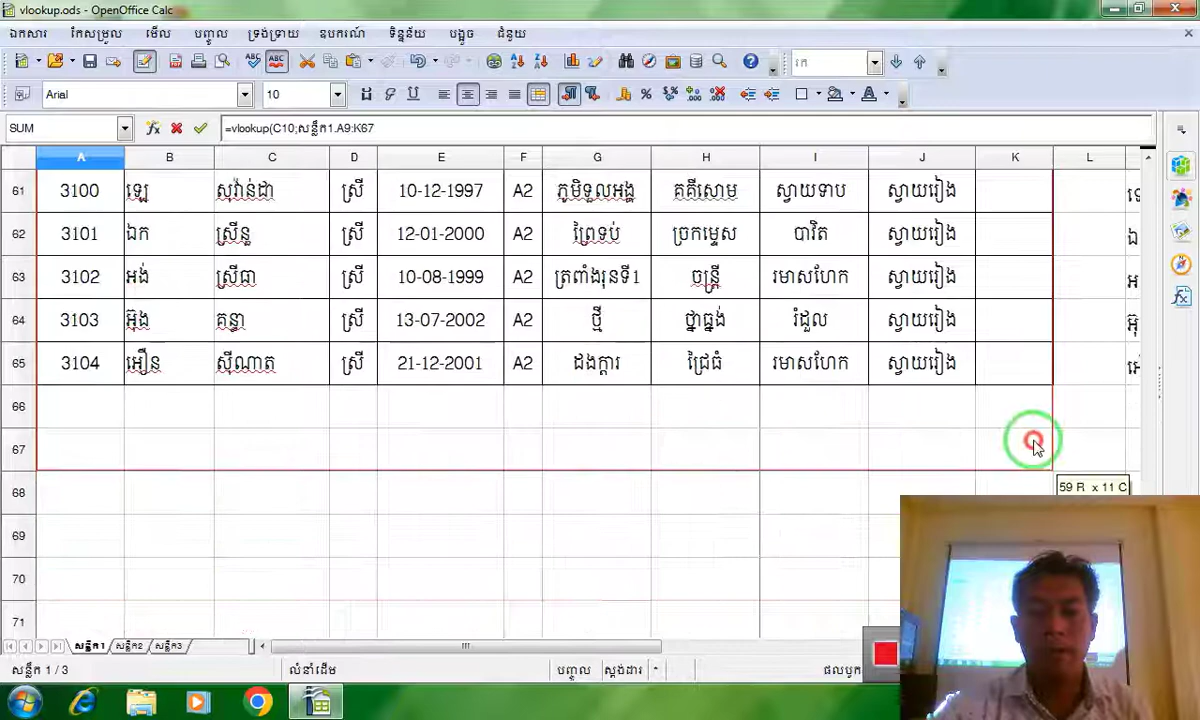 vlookup.ods - OpenOffice Calc
ឯកសារ កែសម្រួល មើល បញ្ចូល ទ្រង់ទ្រាយ ឧបករណ៍ ទិន្នន័យ បង្អួច ជំនួយ
រក
Arial 10
SUM =vlookup(C10;សន្លឹក1.A9:K67
A B C D E F G H I J K L
61 3100 ឡេ សុវ៉ាន់ដា ស្រី 10-12-1997 A2 ភូមិទួលអង្គ គគីសោម ស្វាយទាប ស្វាយរៀង
62 3101 ឯក ស្រីនួ ស្រី 12-01-2000 A2 ព្រៃទប់ ច្រកម្ទេស បាវិត ស្វាយរៀង
63 3102 អង់ ស្រីធា ស្រី 10-08-1999 A2 ត្រពាំងរុនទី1 ចន្ត្រី រមាសហែក ស្វាយរៀង
64 3103 អ៊ុង គន្ធា ស្រី 13-07-2002 A2 ថ្មី ថ្នាធ្នង់ រំដួល ស្វាយរៀង
65 3104 អឿន ស៊ីណាត ស្រី 21-12-2001 A2 ដងក្ដារ ជ្រៃធំ រមាសហែក ស្វាយរៀង
66
67
59 R x 11 C
68
69
70
71
សន្លឹក1 សន្លឹក2 សន្លឹក3
សន្លឹក 1 / 3 លំនាំដើម បញ្ចូល ស្តង់ដារ * ផលបូក